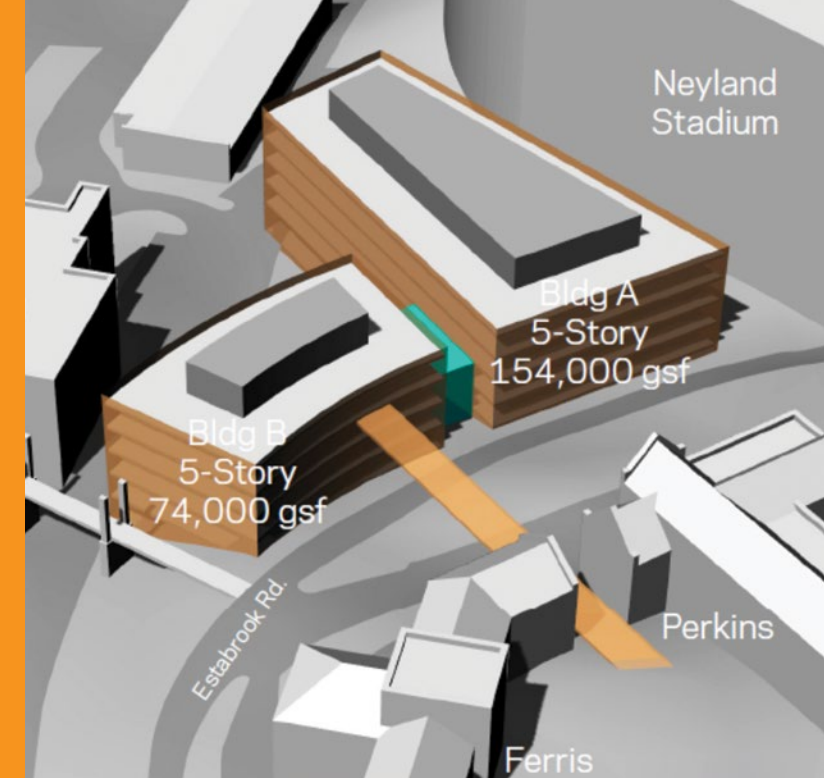 Neyland
Stadium
Bldg A
5-Story
154,000 gsf
Bldg B
5-Story
74,000 gsf
Estabrook Rd.
Perkins
Ferris